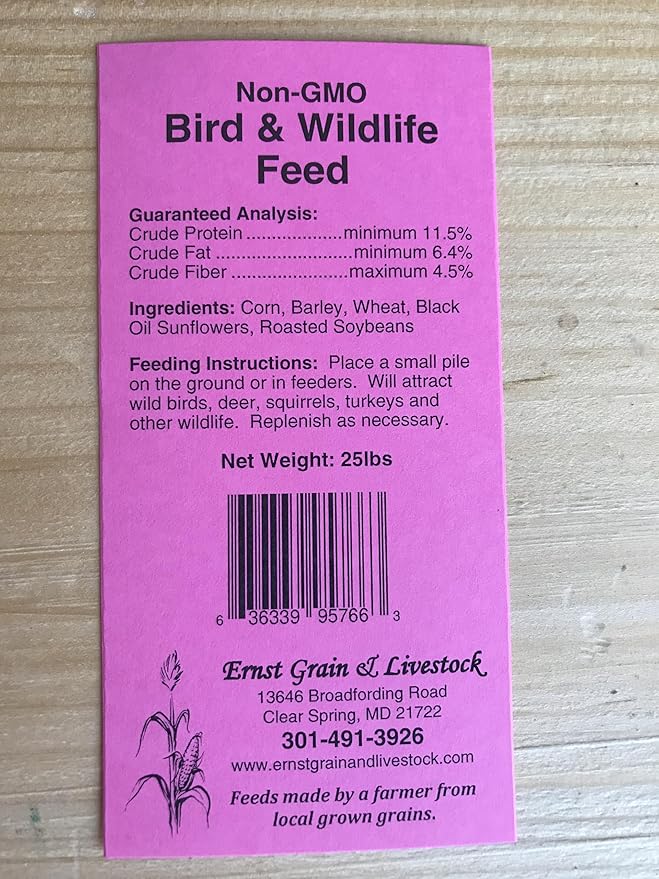 Non-GMO
Bird & Wildlife
Feed
Guaranteed Analysis:
Crude Protein ...................minimum 11.5%
Crude Fat ...........................minimum 6.4%
Crude Fiber .......................maximum 4.5%
Ingredients: Corn, Barley, Wheat, Black
Oil Sunflowers, Roasted Soybeans
Feeding Instructions: Place a small pile
on the ground or in feeders. Will attract
wild birds, deer, squirrels, turkeys and
other wildlife. Replenish as necessary.
Net Weight: 25lbs
6 36339 95766 3
Ernst Grain & Livestock
13646 Broadfording Road
Clear Spring, MD 21722
301-491-3926
www.ernstgrainandlivestock.com
Feeds made by a farmer from
local grown grains.